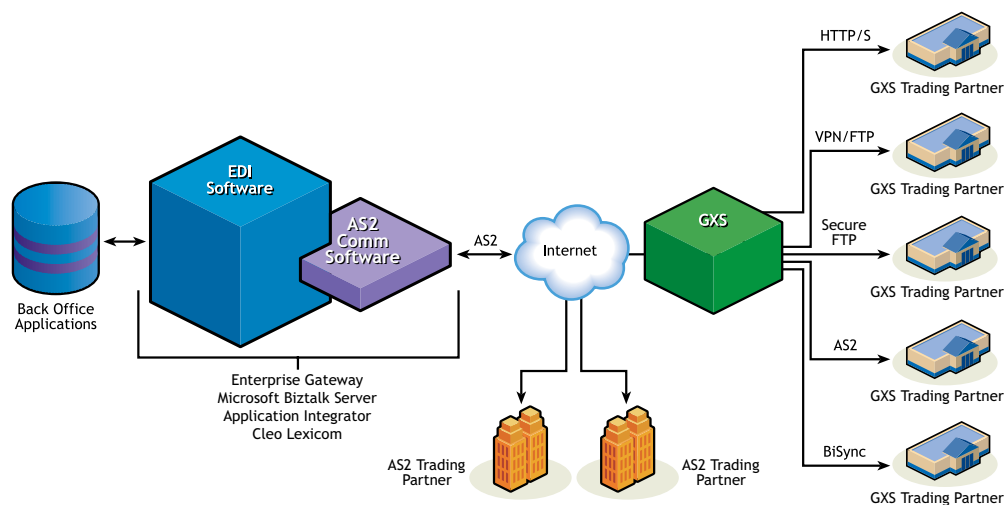 Back Office
Applications
EDI
Software
AS2
Comm
Software
Enterprise Gateway
Microsoft Biztalk Server
Application Integrator
Cleo Lexicom
AS2
Internet
AS2 Trading
Partner
AS2 Trading
Partner
GXS
HTTP/S
GXS Trading Partner
VPN/FTP
GXS Trading Partner
Secure
FTP
GXS Trading Partner
AS2
GXS Trading Partner
BiSync
GXS Trading Partner